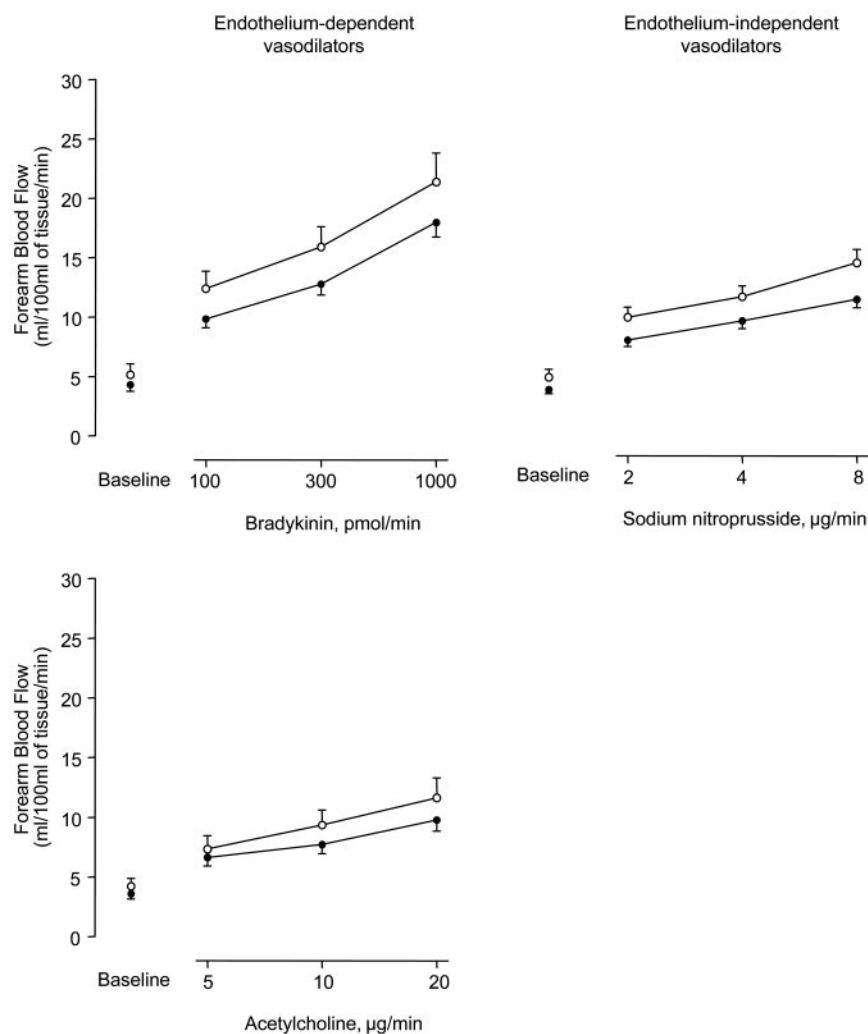 Endothelium-dependent
vasodilators
Endothelium-independent
vasodilators
Forearm Blood Flow
(ml/100ml of tissue/min)
30
25
20
15
10
5
0
Baseline
100
300
1000
Bradykinin, pmol/min
Baseline
2
4
8
Sodium nitroprusside, µg/min
Forearm Blood Flow
(ml/100ml of tissue/min)
30
25
20
15
10
5
0
Baseline
5
10
20
Acetylcholine, µg/min